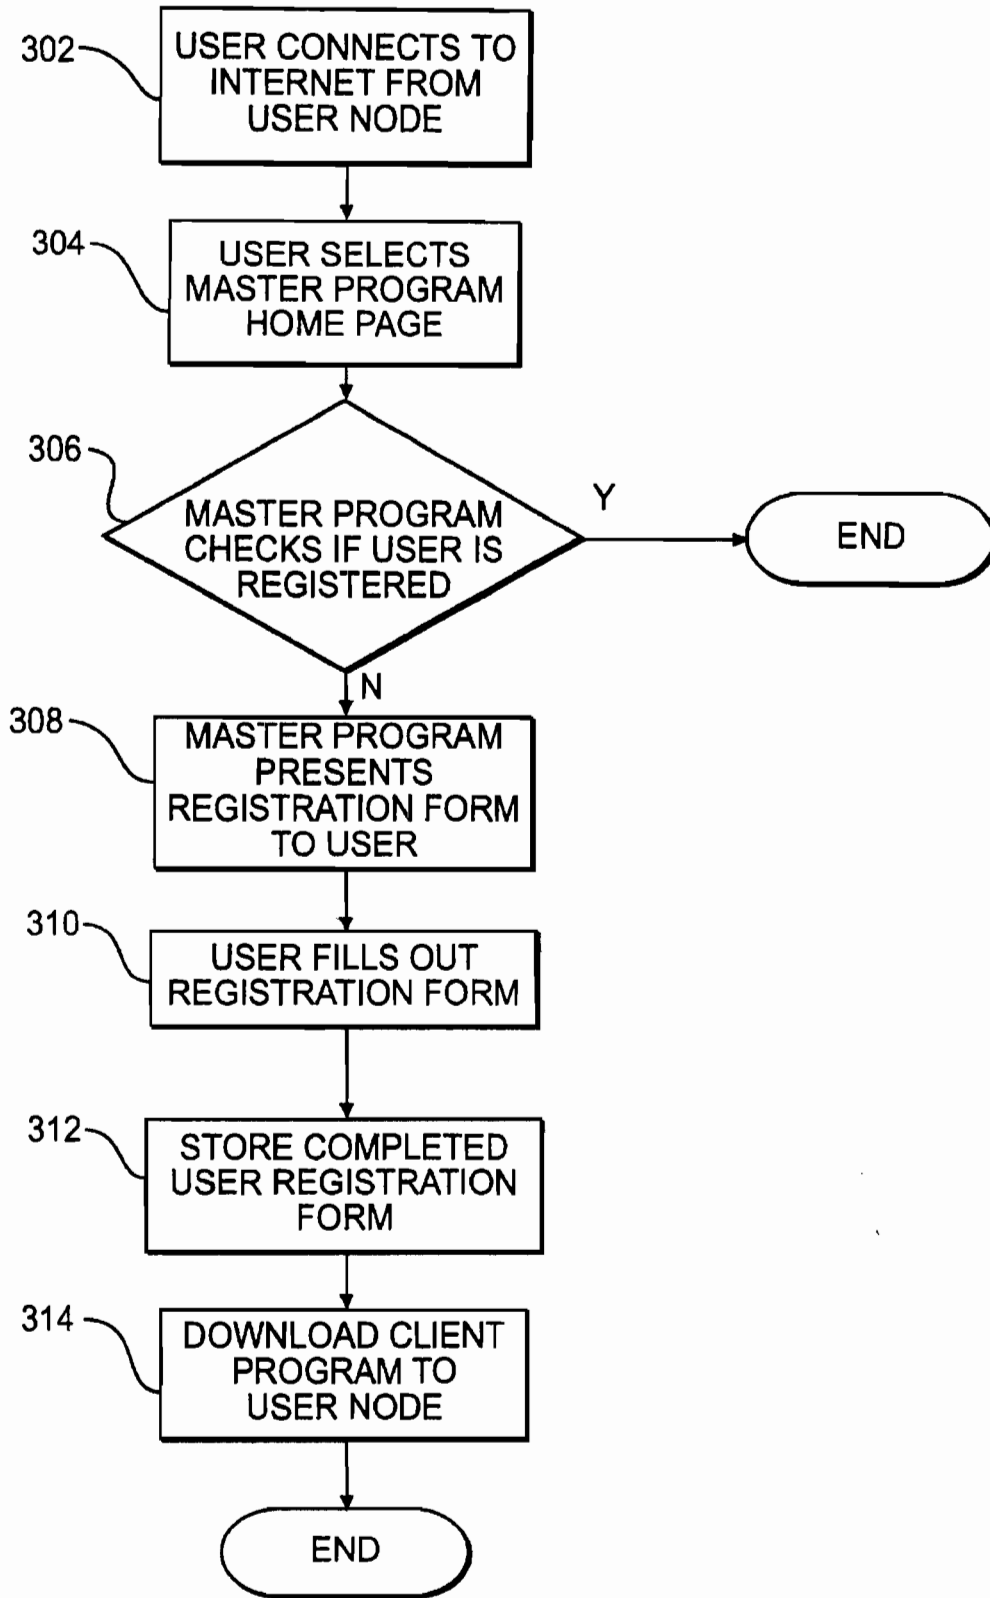 302
USER CONNECTS TO
INTERNET FROM
USER NODE
304
USER SELECTS
MASTER PROGRAM
HOME PAGE
306
MASTER PROGRAM
CHECKS IF USER IS
REGISTERED
Y
END
N
308
MASTER PROGRAM
PRESENTS
REGISTRATION FORM
TO USER
310
USER FILLS OUT
REGISTRATION FORM
312
STORE COMPLETED
USER REGISTRATION
FORM
314
DOWNLOAD CLIENT
PROGRAM TO
USER NODE
END